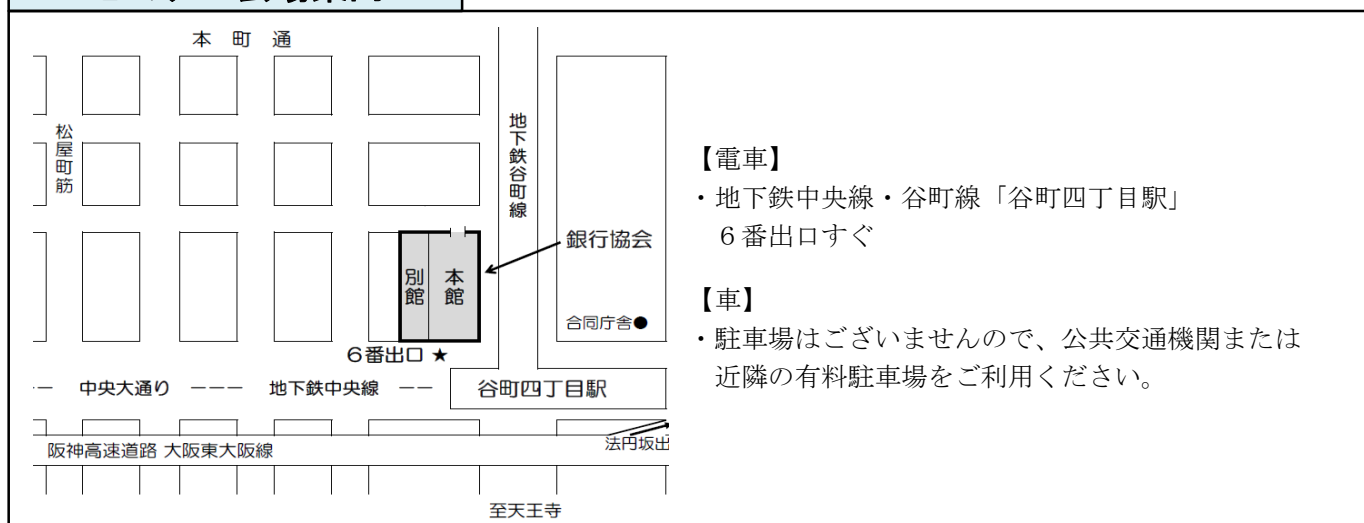 本町通
松屋町筋
地下鉄谷町線
銀行協会
別館
本館
合同庁舎●
6番出口 ★
中央大通り
地下鉄中央線
谷町四丁目駅
阪神高速道路 大阪東大阪線
法円坂出
至天王寺
【電車】
・地下鉄中央線・谷町線「谷町四丁目駅」
６番出口すぐ
【車】
・駐車場はございませんので、公共交通機関または
近隣の有料駐車場をご利用ください。